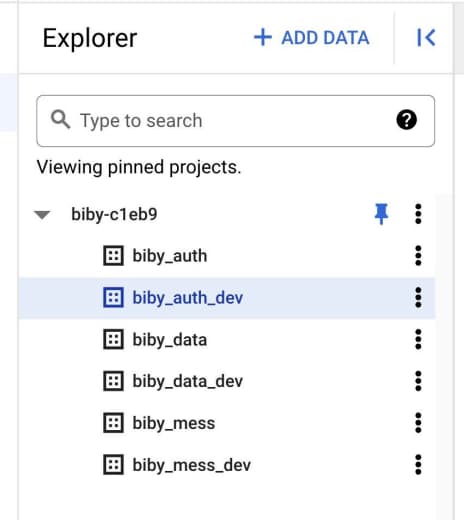 Explorer
+ ADD DATA
Type to search
?
Viewing pinned projects.
biby-c1eb9
biby_auth
biby_auth_dev
biby_data
biby_data_dev
biby_mess
biby_mess_dev